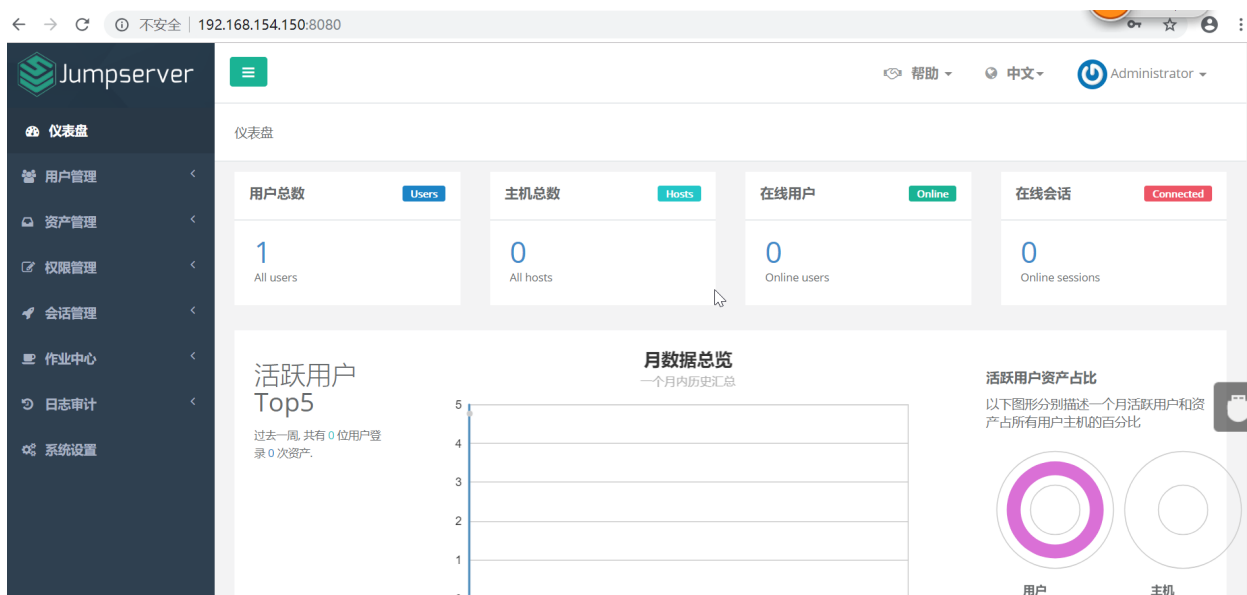 不安全 | 192.168.154.150:8080
Jumpserver
帮助
中文
Administrator
仪表盘
用户管理
资产管理
权限管理
会话管理
作业中心
日志审计
系统设置
仪表盘
用户总数 Users
1
All users
主机总数 Hosts
0
All hosts
在线用户 Online
0
Online users
在线会话 Connected
0
Online sessions
活跃用户
Top5
过去一周, 共有 0 位用户登
录 0 次资产.
月数据总览
一个月内历史汇总
5
4
3
2
1
活跃用户资产占比
以下图形分别描述一个月活跃用户和资
产占所有用户主机的百分比
用户
主机